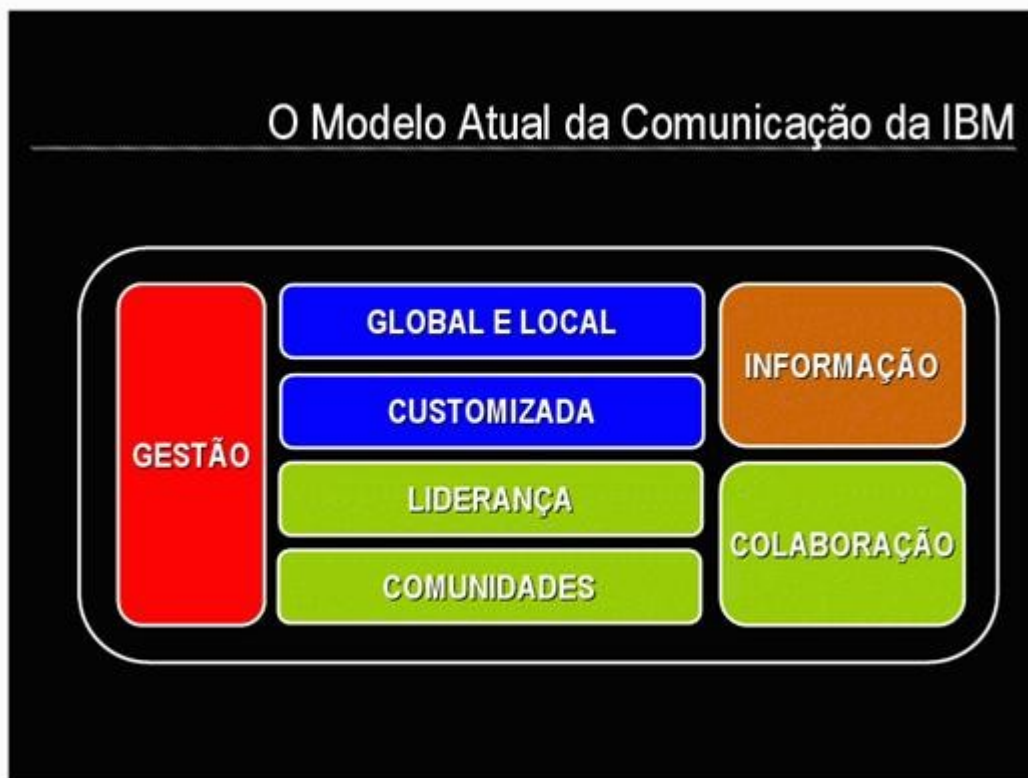 O Modelo Atual da Comunicação da IBM
GESTÃO
GLOBAL E LOCAL
CUSTOMIZADA
LIDERANÇA
COMUNIDADES
INFORMAÇÃO
COLABORAÇÃO